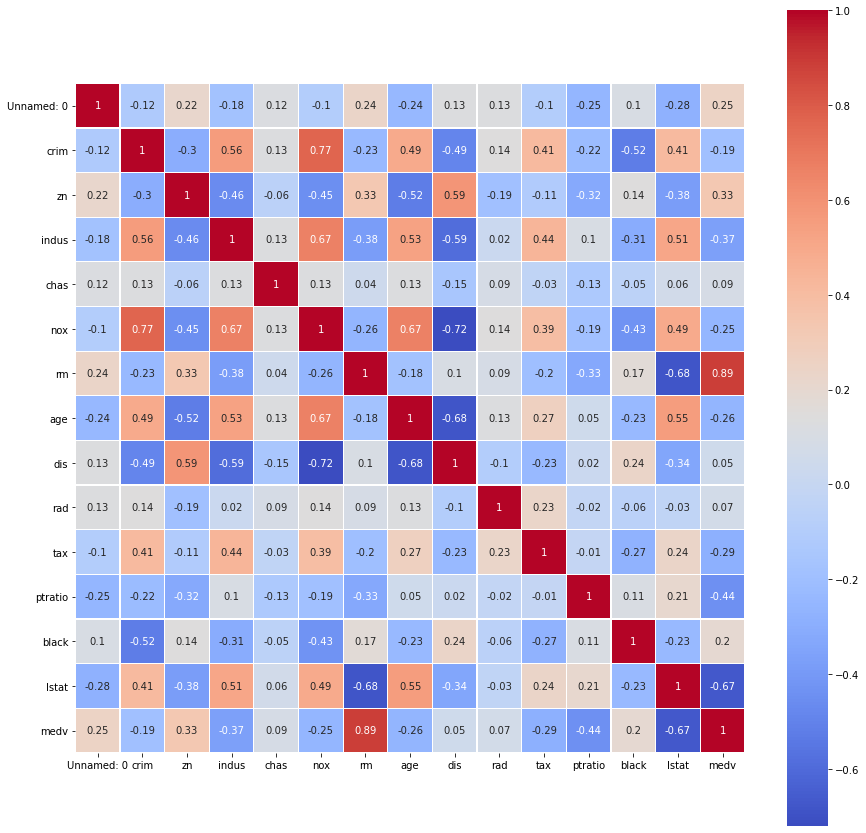 1.0
Unnamed: 0 1 -0.12 0.22 -0.18 0.12 -0.1 0.24 -0.24 0.13 0.13 -0.1 -0.25 0.1 -0.28 0.25
crim -0.12 1 -0.3 0.56 0.13 0.77 -0.23 0.49 -0.49 0.14 0.41 -0.22 -0.52 0.41 -0.19
0.8
zn 0.22 -0.3 1 -0.46 -0.06 -0.45 0.33 -0.52 0.59 -0.19 -0.11 -0.32 0.14 -0.38 0.33
indus -0.18 0.56 -0.46 1 0.13 0.67 -0.38 0.53 -0.59 0.02 0.44 0.1 -0.31 0.51 -0.37
0.6
chas 0.12 0.13 -0.06 0.13 1 0.13 0.04 0.13 -0.15 0.09 -0.03 -0.13 -0.05 0.06 0.09
nox -0.1 0.77 -0.45 0.67 0.13 1 -0.26 0.67 -0.72 0.14 0.39 -0.19 -0.43 0.49 -0.25
0.4
rm 0.24 -0.23 0.33 -0.38 0.04 -0.26 1 -0.18 0.1 0.09 -0.2 -0.33 0.17 -0.68 0.89
0.2
age -0.24 0.49 -0.52 0.53 0.13 0.67 -0.18 1 -0.68 0.13 0.27 0.05 -0.23 0.55 -0.26
dis 0.13 -0.49 0.59 -0.59 -0.15 -0.72 0.1 -0.68 1 -0.1 -0.23 0.02 0.24 -0.34 0.05
0.0
rad 0.13 0.14 -0.19 0.02 0.09 0.14 0.09 0.13 -0.1 1 0.23 -0.02 -0.06 -0.03 0.07
tax -0.1 0.41 -0.11 0.44 -0.03 0.39 -0.2 0.27 -0.23 0.23 1 -0.01 -0.27 0.24 -0.29
-0.2
ptratio -0.25 -0.22 -0.32 0.1 -0.13 -0.19 -0.33 0.05 0.02 -0.02 -0.01 1 0.11 0.21 -0.44
black 0.1 -0.52 0.14 -0.31 -0.05 -0.43 0.17 -0.23 0.24 -0.06 -0.27 0.11 1 -0.23 0.2
-0.4
lstat -0.28 0.41 -0.38 0.51 0.06 0.49 -0.68 0.55 -0.34 -0.03 0.24 0.21 -0.23 1 -0.67
medv 0.25 -0.19 0.33 -0.37 0.09 -0.25 0.89 -0.26 0.05 0.07 -0.29 -0.44 0.2 -0.67 1
-0.6
Unnamed: 0 crim zn indus chas nox rm age dis rad tax ptratio black lstat medv